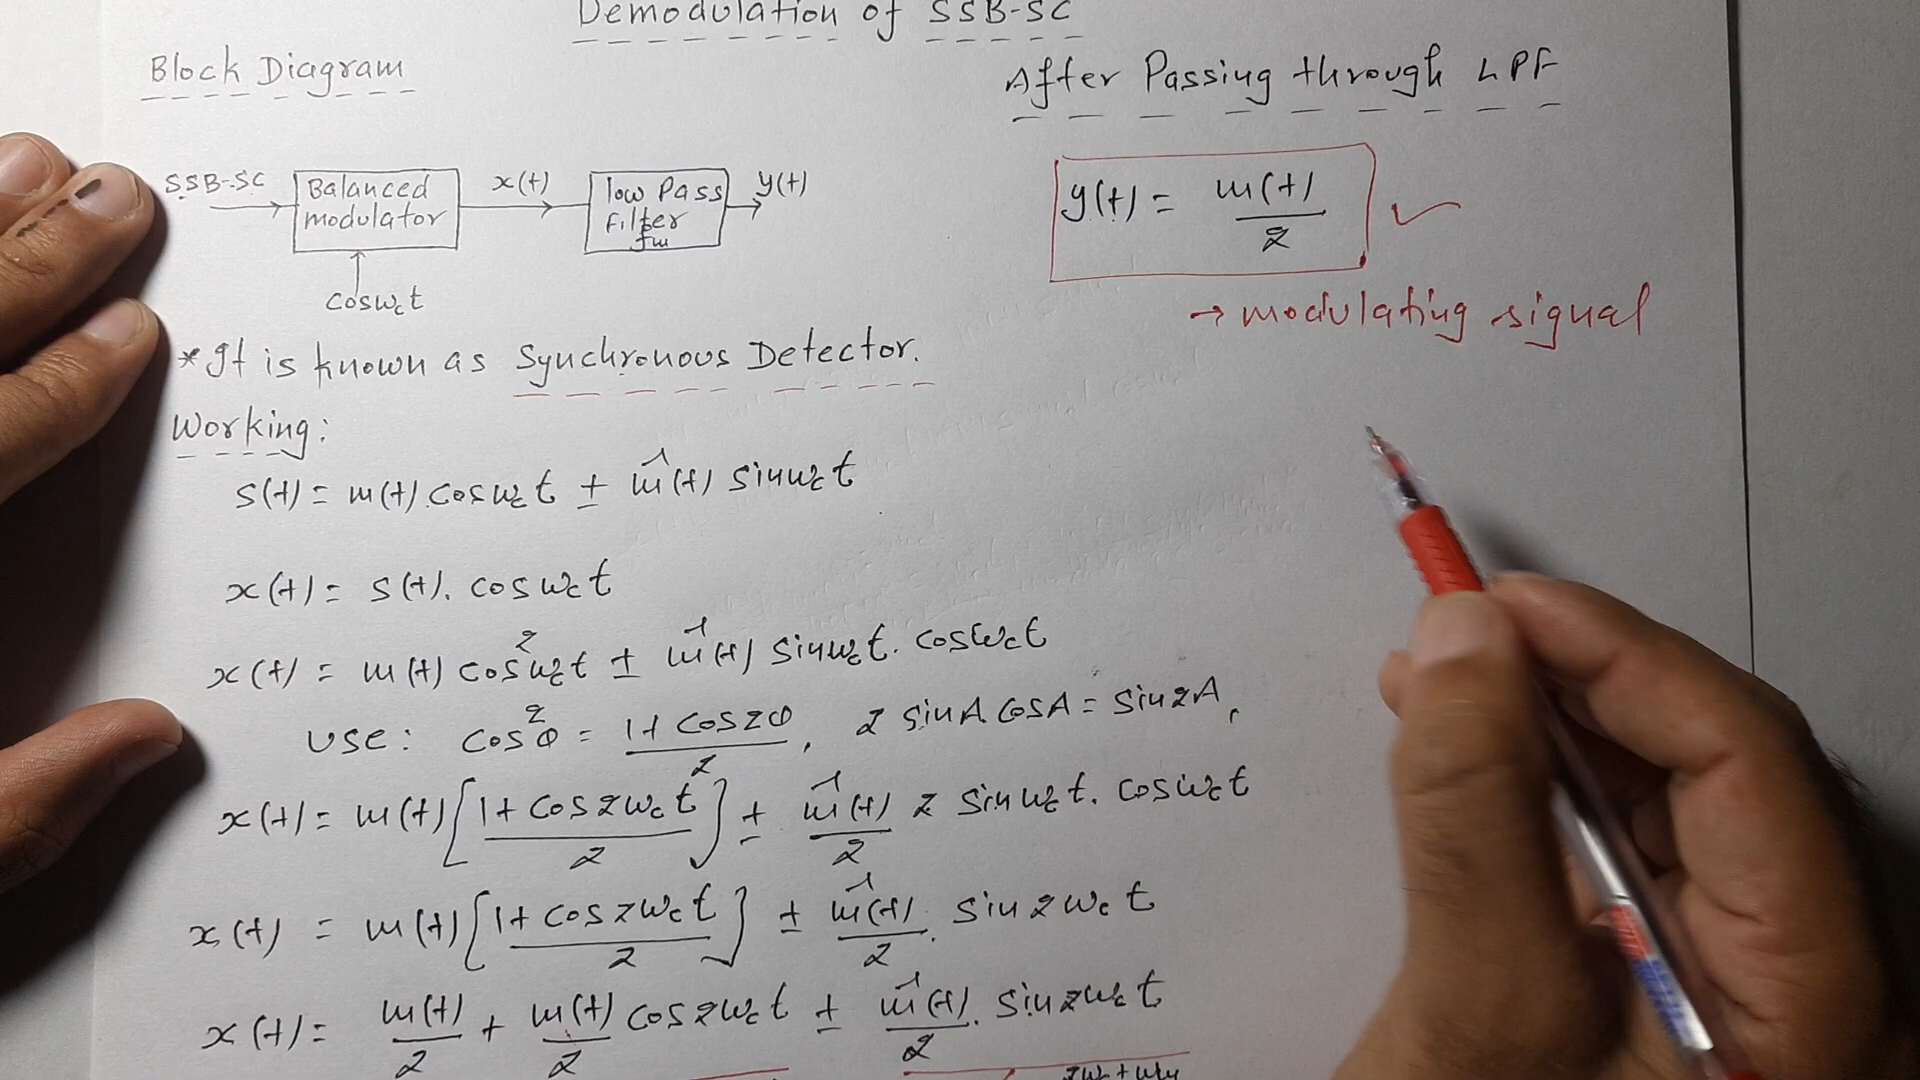 Demodulation of SSB-SC
Block Diagram
SSB-SC
Balanced
modulator
x(t)
low Pass
Filter
fm
y(t)
cosωct
*It is known as Synchronous Detector.
Working:
s(t) = m(t).cosωct ± m̂(t) sinωct
x(t) = s(t). cosωct
x(t) = m(t) cos²ωct ± m̂(t) sinωct. cosωct
USE: cos²θ = (1+cos2θ)/2, 2 sinA cosA = sin2A,
x(t) = m(t)[(1+cos2ωct)/2] ± m̂(t)/2 2 sinωct. cosωct
x(t) = m(t)[(1+cos2ωct)/2] ± m̂(t)/2. sin2ωct
x(t) = m(t)/2 + m(t)/2 cos2ωct ± m̂(t)/2. sin2ωct
After Passing through LPF
y(t) = m(t)/2
→ modulating signal